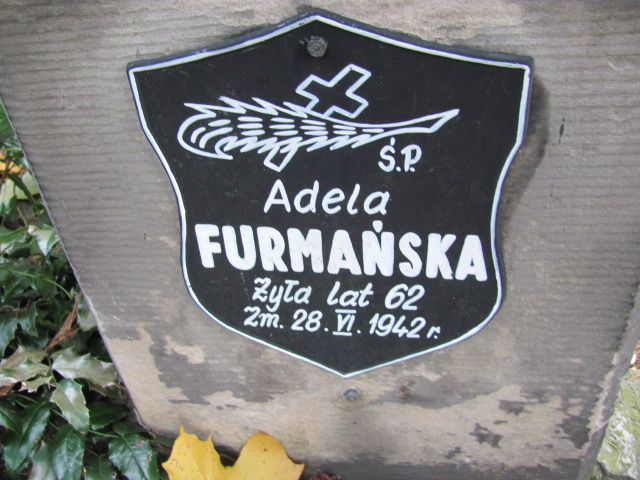 Ś.P.
Adela
FURMAŃSKA
Żyła lat 62
Zm. 28. VI. 1942 r.